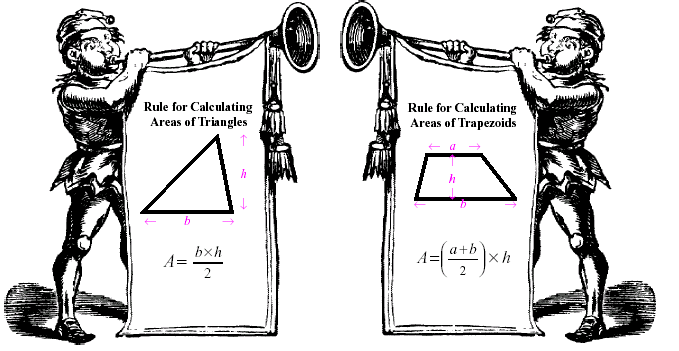 Rule for Calculating
Areas of Triangles
h
b
A = b×h / 2
Rule for Calculating
Areas of Trapezoids
← a →
h
← b →
A = (a+b / 2) × h